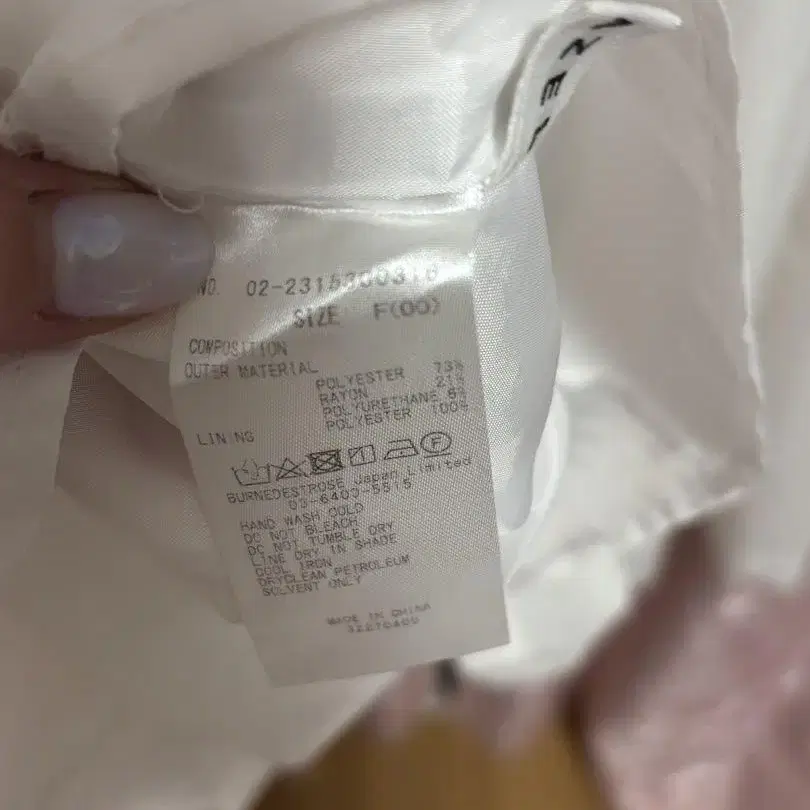 NO. 02-2315300316
SIZE F(00)
COMPOSITION
OUTER MATERIAL
POLYESTER 73%
RAYON 21%
POLYURETHANE 6%
POLYESTER 100%
LINING
F
BURNEDESTROSE Japan Limited
03-6409-5515
HAND WASH COLD
DO NOT BLEACH
DO NOT TUMBLE DRY
LINE DRY IN SHADE
COOL IRON
DRYCLEAN PETROLEUM
SOLVENT ONLY
MADE IN CHINA